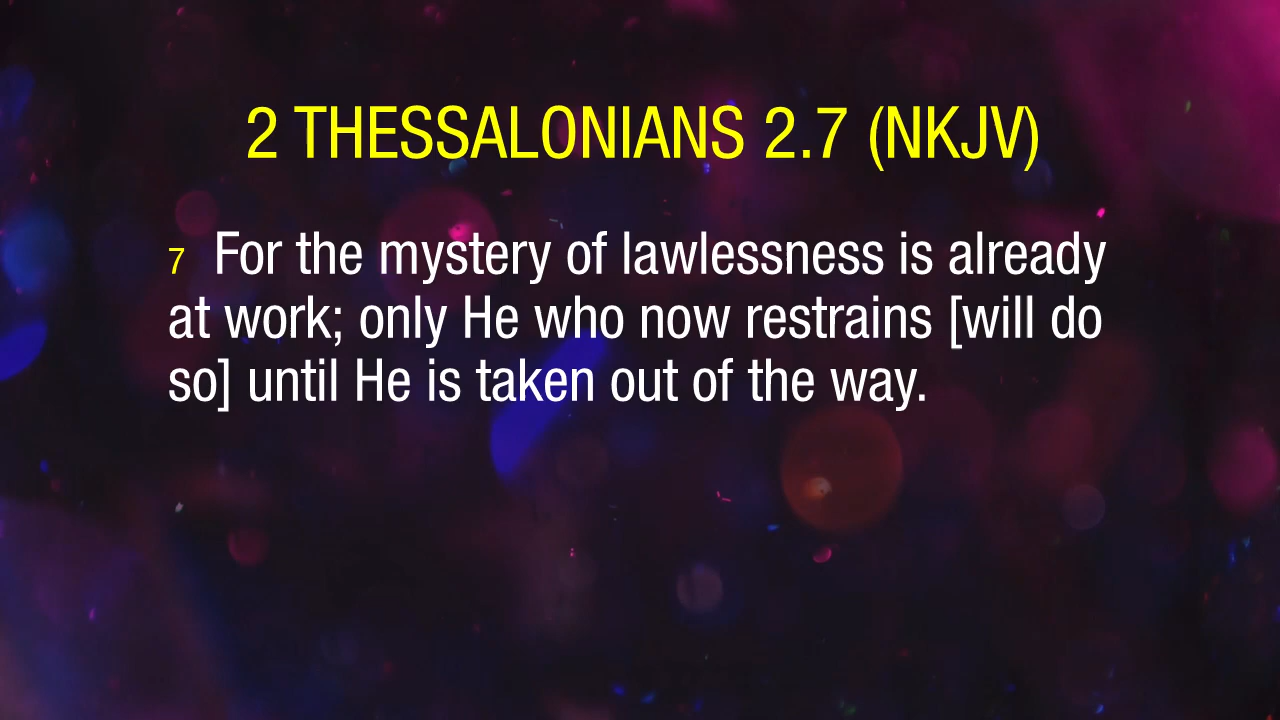 2 THESSALONIANS 2.7 (NKJV)
7 For the mystery of lawlessness is already
at work; only He who now restrains [will do
so] until He is taken out of the way.